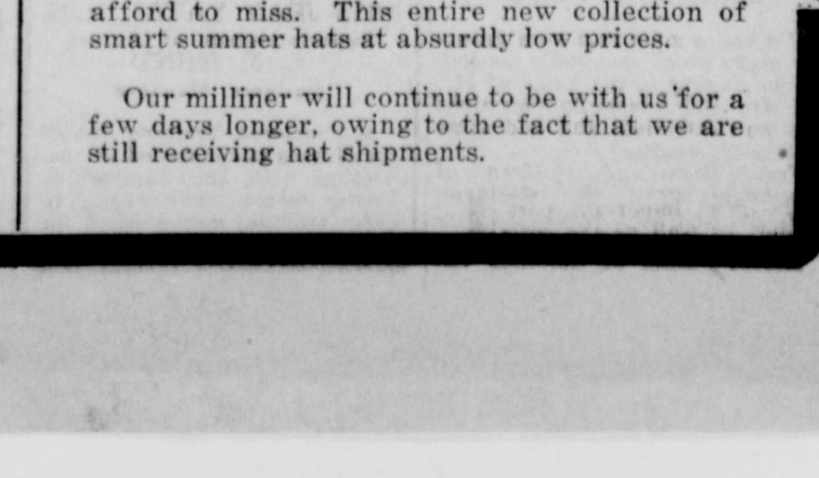 afford to miss. This entire new collection of
smart summer hats at absurdly low prices.
Our milliner will continue to be with us for a
few days longer, owing to the fact that we are
still receiving hat shipments.